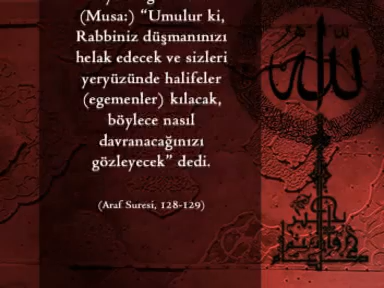 (Musa:) “Umulur ki,
Rabbiniz düşmanınızı
helak edecek ve sizleri
yeryüzünde halifeler
(egemenler) kılacak,
böylece nasıl
davranacağınızı
gözleyecek” dedi.
(Araf Suresi, 128-129)
الله